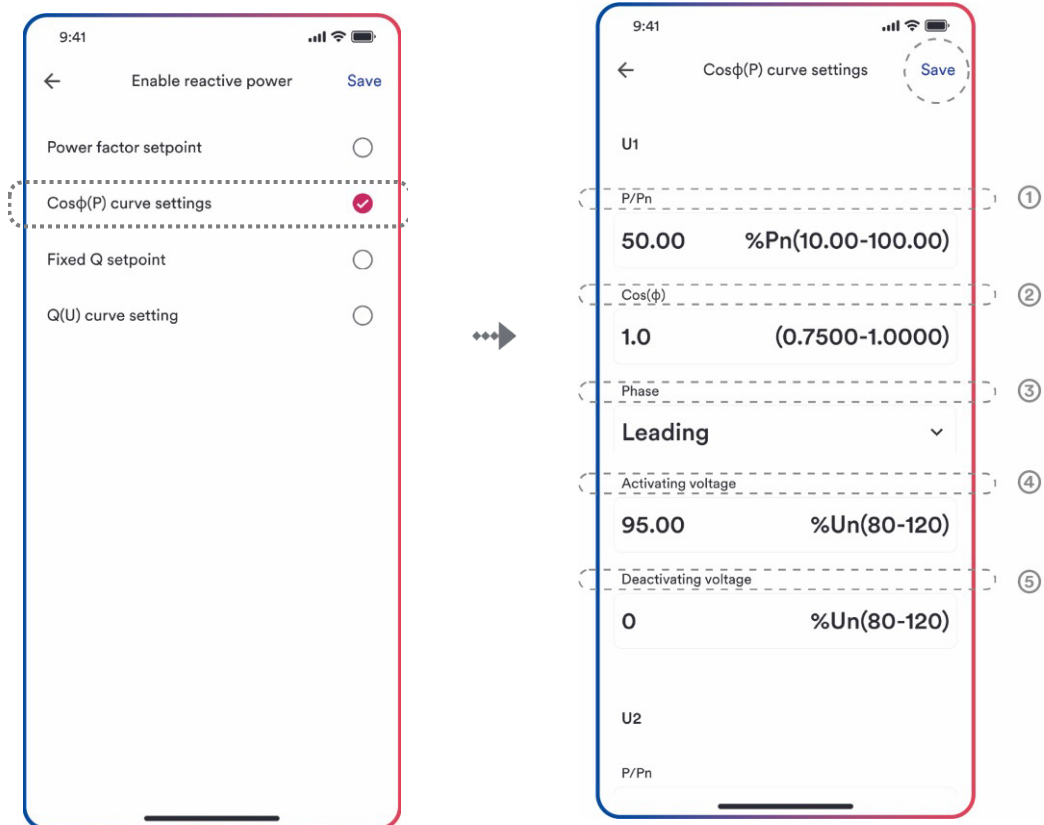 9:41
Enable reactive power Save
Power factor setpoint
Cosϕ(P) curve settings
Fixed Q setpoint
Q(U) curve setting
9:41
Cosϕ(P) curve settings Save
U1
P/Pn ①
50.00 %Pn(10.00-100.00)
Cos(ϕ) ②
1.0 (0.7500-1.0000)
Phase ③
Leading
Activating voltage ④
95.00 %Un(80-120)
Deactivating voltage ⑤
0 %Un(80-120)
U2
P/Pn